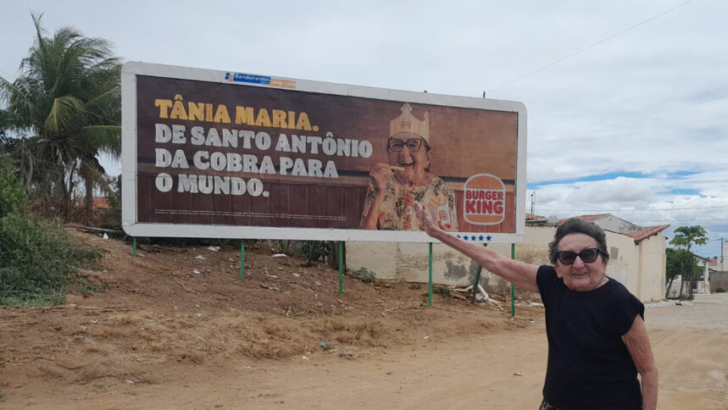 TÂNIA MARIA.
DE SANTO ANTÔNIO
DA COBRA PARA
O MUNDO.
BURGER
KING